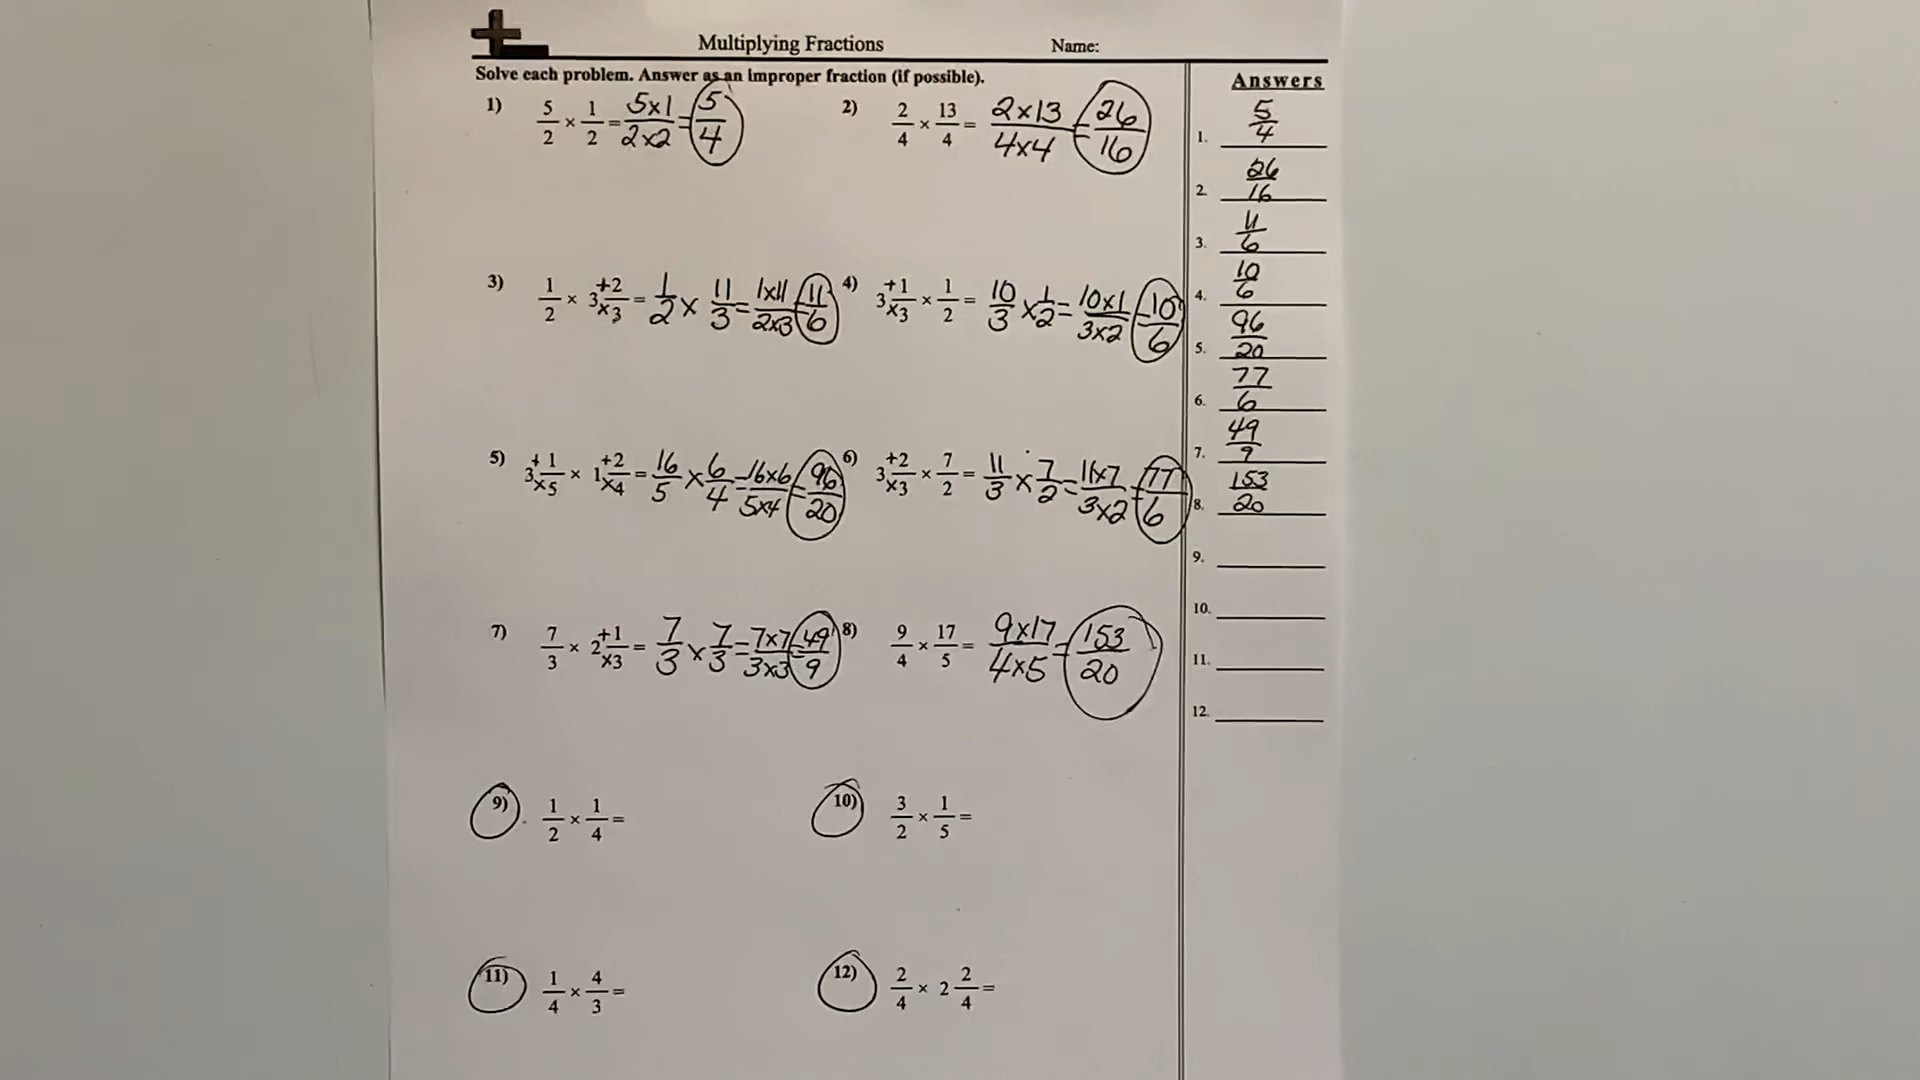 Multiplying Fractions Name:
Solve each problem. Answer as an improper fraction (if possible).
Answers
1) 5/2 × 1/2 = 5x1/2x2 = 5/4
2) 2/4 × 13/4 = 2x13/4x4 = 26/16
3) 1/2 × 3 +2/x3 = 1/2 x 11/3 = 1x11/2x3 = 11/6
4) 3 +1/x3 × 1/2 = 10/3 x 1/2 = 10x1/3x2 = 10/6
5) 3 +1/x5 × 1 +2/x4 = 16/5 x 6/4 = 16x6/5x4 = 96/20
6) 3 +2/x3 × 7/2 = 11/3 x 7/2 = 11x7/3x2 = 77/6
7) 7/3 × 2 +1/x3 = 7/3 x 7/3 = 7x7/3x3 = 49/9
8) 9/4 × 17/5 = 9x17/4x5 = 153/20
9) 1/2 × 1/4 =
10) 3/2 × 1/5 =
11) 1/4 × 4/3 =
12) 2/4 × 2 2/4 =
1. 5/4
2. 26/16
3. 11/6
4. 10/6
5. 96/20
6. 77/6
7. 49/9
8. 153/20
9.
10.
11.
12.